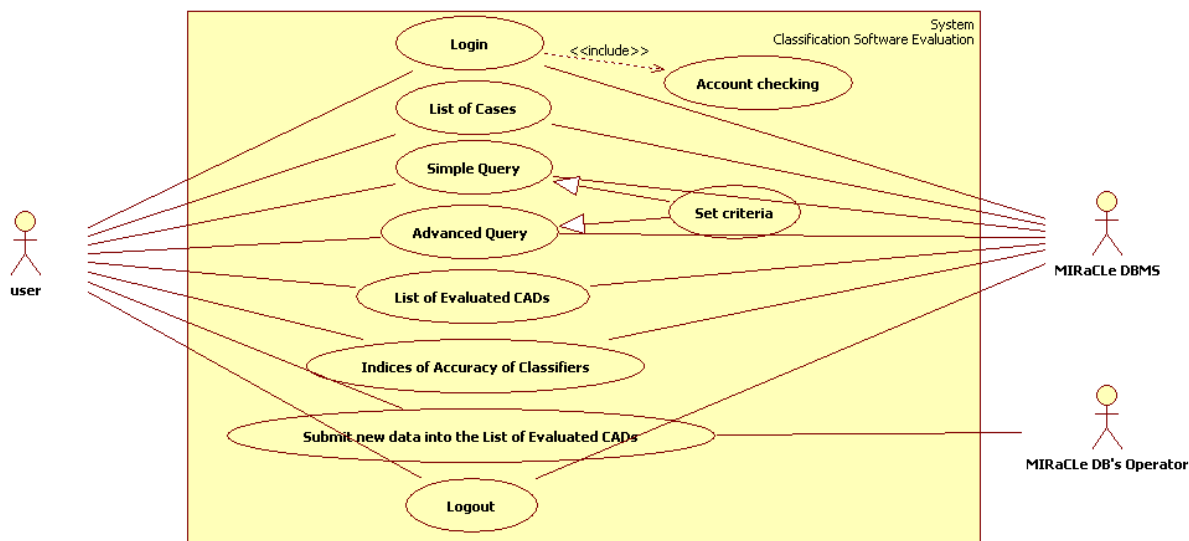 System
Classification Software Evaluation
Login
<<include>>
Account checking
List of Cases
Simple Query
Set criteria
Advanced Query
user
MIRaCLe DBMS
List of Evaluated CADs
Indices of Accuracy of Classifiers
Submit new data into the List of Evaluated CADs
MIRaCLe DB's Operator
Logout